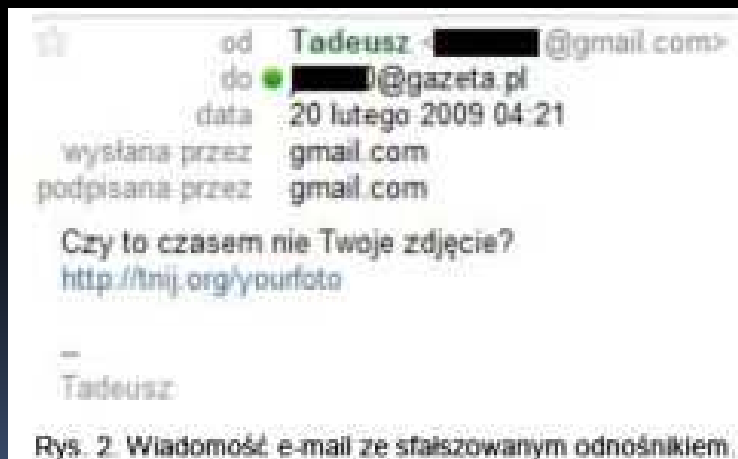 od Tadeusz < @gmail.com>
do @gazeta.pl
data 20 lutego 2009 04:21
wysłana przez gmail.com
podpisana przez gmail.com
Czy to czasem nie Twoje zdjęcie?
http://tnij.org/yourfoto
--
Tadeusz
Rys. 2. Wiadomość e-mail ze sfałszowanym odnośnikiem.